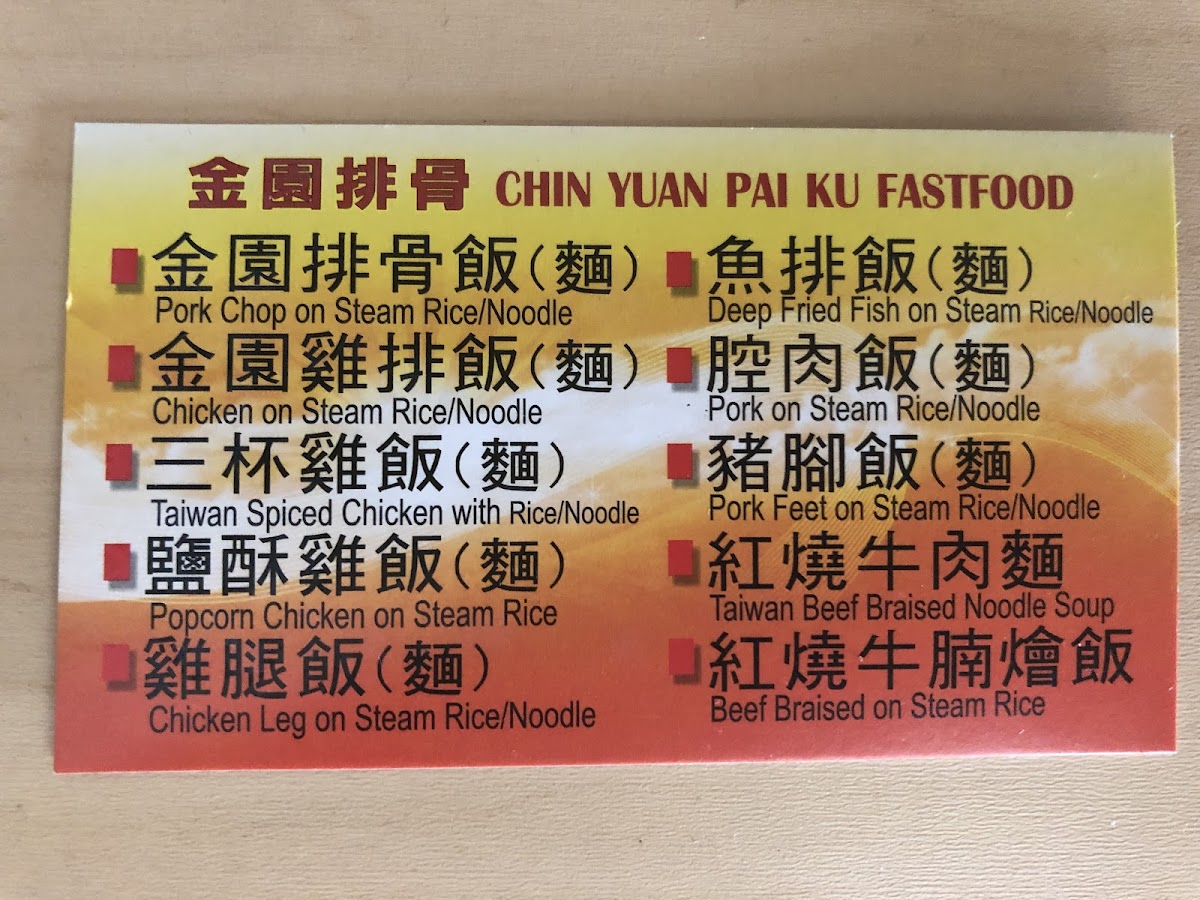 金園排骨 CHIN YUAN PAI KU FASTFOOD
金園排骨飯(麵)
Pork Chop on Steam Rice/Noodle
金園雞排飯(麵)
Chicken on Steam Rice/Noodle
三杯雞飯(麵)
Taiwan Spiced Chicken with Rice/Noodle
鹽酥雞飯(麵)
Popcorn Chicken on Steam Rice
雞腿飯(麵)
Chicken Leg on Steam Rice/Noodle
魚排飯(麵)
Deep Fried Fish on Steam Rice/Noodle
腔肉飯(麵)
Pork on Steam Rice/Noodle
豬腳飯(麵)
Pork Feet on Steam Rice/Noodle
紅燒牛肉麵
Taiwan Beef Braised Noodle Soup
紅燒牛腩燴飯
Beef Braised on Steam Rice